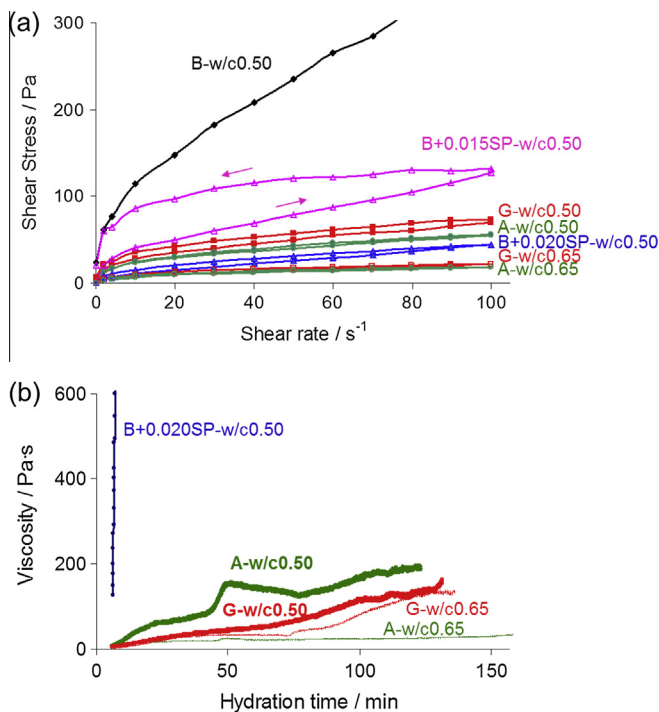 (a)
300
200
100
0
Shear Stress / Pa
B-w/c0.50
B+0.015SP-w/c0.50
G-w/c0.50
A-w/c0.50
B+0.020SP-w/c0.50
G-w/c0.65
A-w/c0.65
0 20 40 60 80 100
Shear rate / s⁻¹
(b)
600
400
200
0
Viscosity / Pa·s
B+0.020SP-w/c0.50
A-w/c0.50
G-w/c0.50
G-w/c0.65
A-w/c0.65
0 50 100 150
Hydration time / min